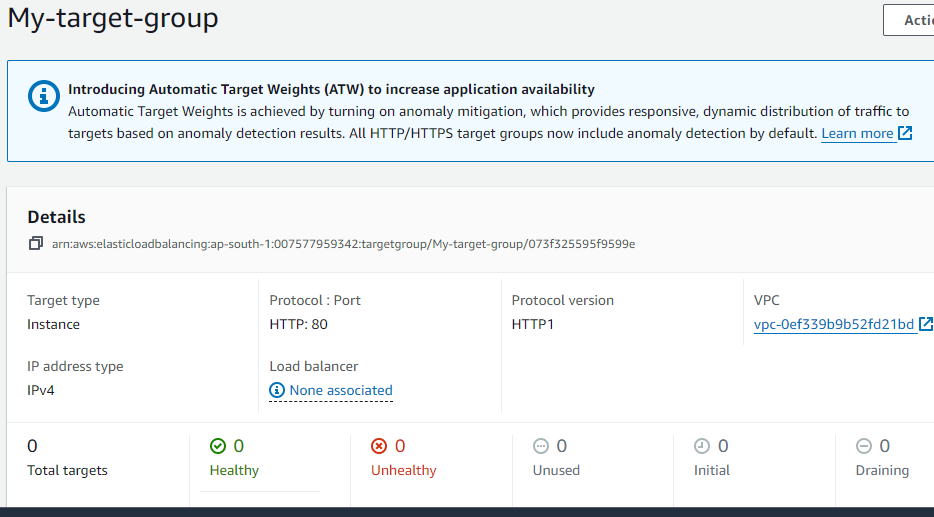 My-target-group
Actio
Introducing Automatic Target Weights (ATW) to increase application availability
Automatic Target Weights is achieved by turning on anomaly mitigation, which provides responsive, dynamic distribution of traffic to
targets based on anomaly detection results. All HTTP/HTTPS target groups now include anomaly detection by default. Learn more
Details
arn:aws:elasticloadbalancing:ap-south-1:007577959342:targetgroup/My-target-group/073f325595f9599e
Target type
Instance
Protocol : Port
HTTP: 80
Protocol version
HTTP1
VPC
vpc-0ef339b9b52fd21bd
IP address type
IPv4
Load balancer
None associated
0
Total targets
0
Healthy
0
Unhealthy
0
Unused
0
Initial
0
Draining